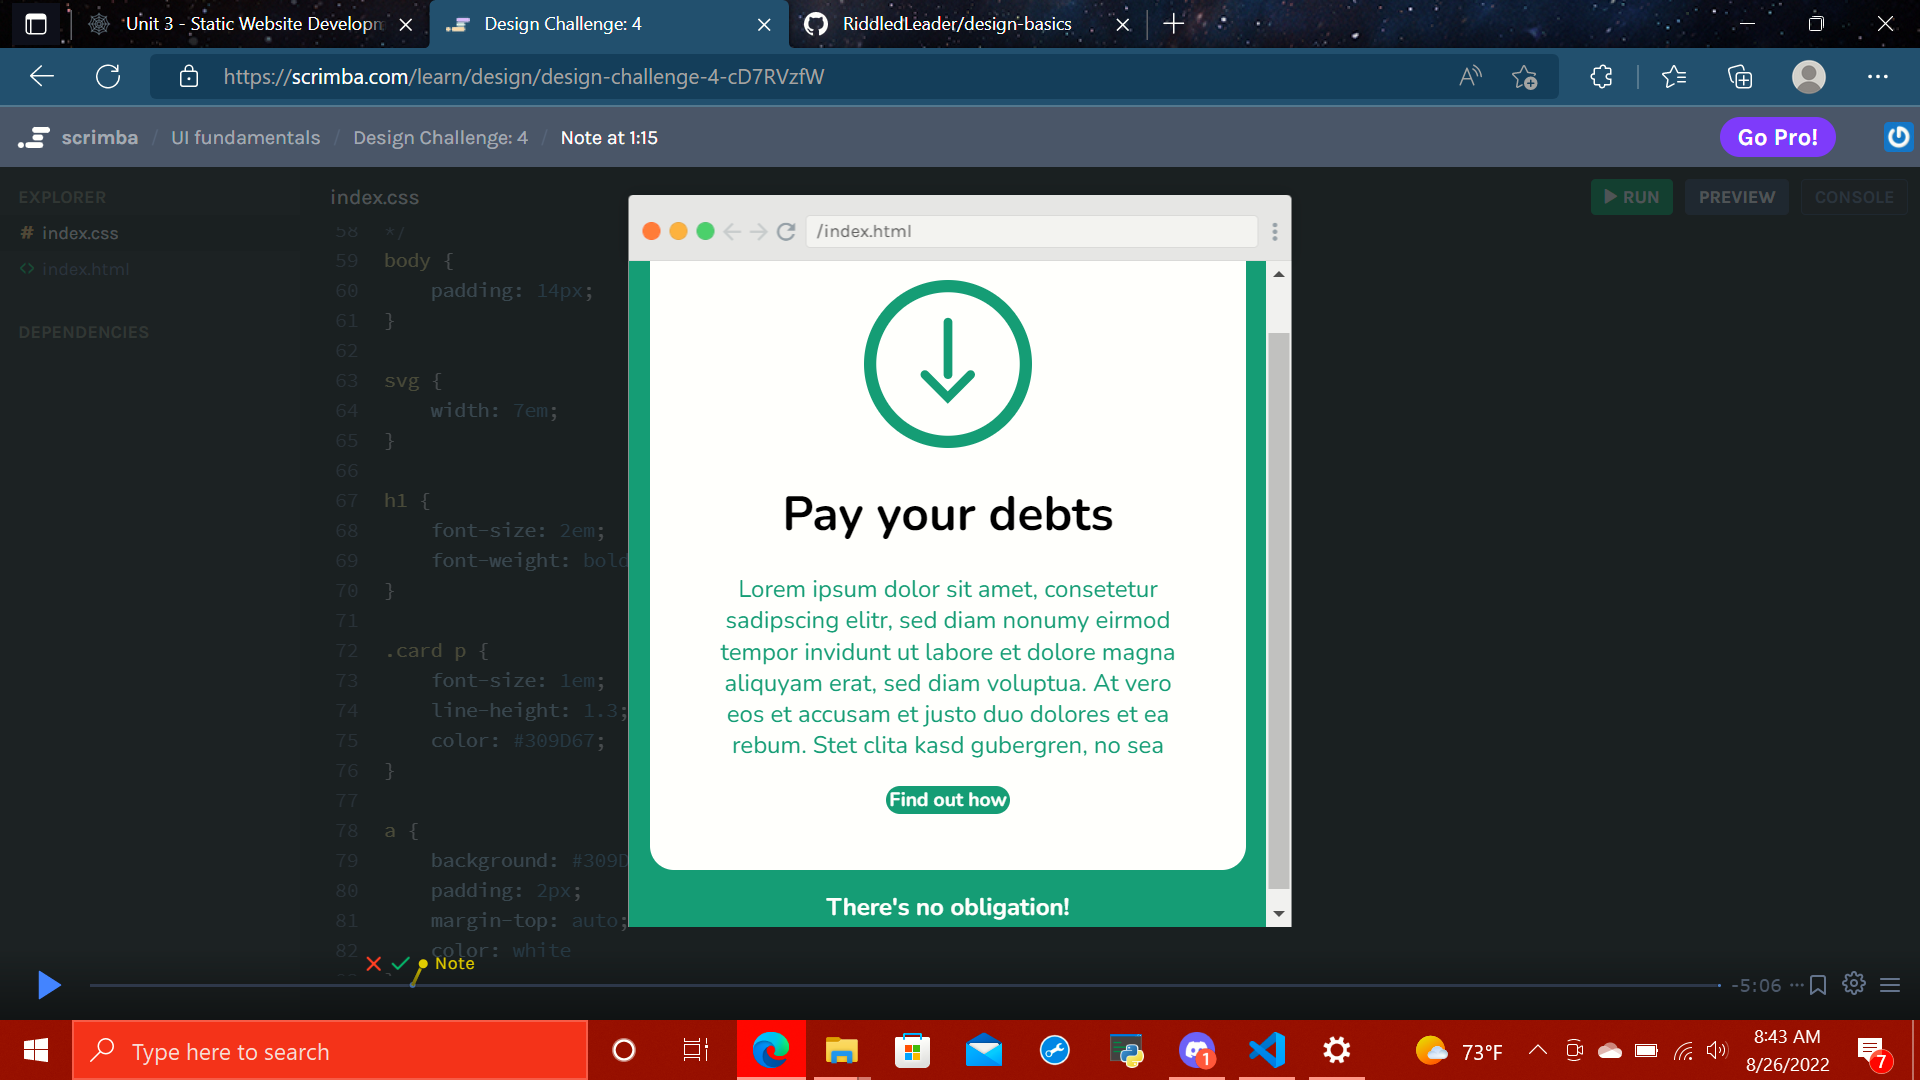 Unit 3 - Static Website Developm
Design Challenge: 4
RiddledLeader/design-basics
https://scrimba.com/learn/design/design-challenge-4-cD7RVzfW
scrimba / UI fundamentals / Design Challenge: 4 / Note at 1:15
Go Pro!
EXPLORER
# index.css
<> index.html
DEPENDENCIES
index.css
RUN
PREVIEW
CONSOLE
58 */
59 body {
60 padding: 14px;
61 }
62
63 svg {
64 width: 7em;
65 }
66
67 h1 {
68 font-size: 2em;
69 font-weight: bold
70 }
71
72 .card p {
73 font-size: 1em;
74 line-height: 1.3;
75 color: #309D67;
76 }
77
78 a {
79 background: #309D
80 padding: 2px;
81 margin-top: auto;
82 color: white
/index.html
Pay your debts
Lorem ipsum dolor sit amet, consetetur
sadipscing elitr, sed diam nonumy eirmod
tempor invidunt ut labore et dolore magna
aliquyam erat, sed diam voluptua. At vero
eos et accusam et justo duo dolores et ea
rebum. Stet clita kasd gubergren, no sea
Find out how
There's no obligation!
Note
-5:06
Type here to search
1
73°F
8:43 AM
8/26/2022
7